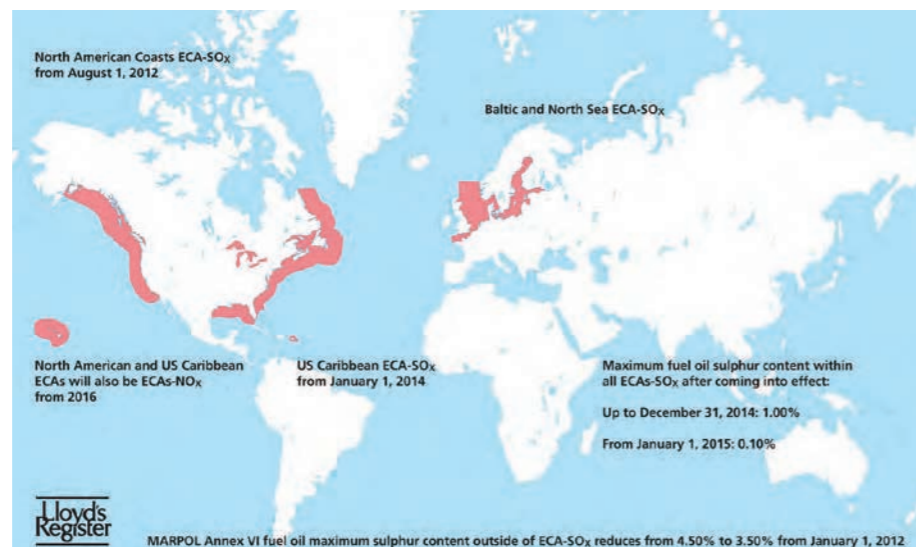 North American Coasts ECA-SOX
from August 1, 2012
Baltic and North Sea ECA-SOX
North American and US Caribbean
ECAs will also be ECAs-NOX
from 2016
US Caribbean ECA-SOX
from January 1, 2014
Maximum fuel oil sulphur content within
all ECAs-SOX after coming into effect:
Up to December 31, 2014: 1.00%
From January 1, 2015: 0.10%
Lloyd's
Register
MARPOL Annex VI fuel oil maximum sulphur content outside of ECA-SOX reduces from 4.50% to 3.50% from January 1, 2012